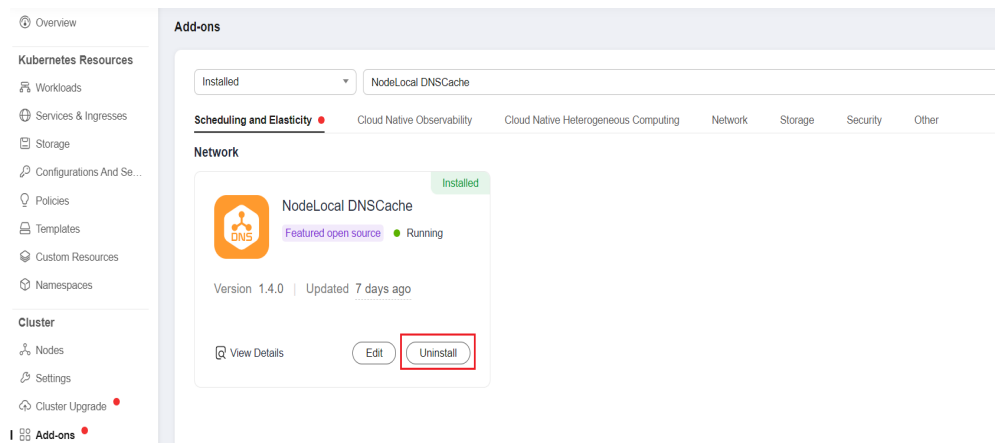 Overview
Kubernetes Resources
Workloads
Services & Ingresses
Storage
Configurations And Se...
Policies
Templates
Custom Resources
Namespaces
Cluster
Nodes
Settings
Cluster Upgrade
Add-ons
Add-ons
Installed NodeLocal DNSCache
Scheduling and Elasticity Cloud Native Observability Cloud Native Heterogeneous Computing Network Storage Security Other
Network
Installed
DNS
NodeLocal DNSCache
Featured open source Running
Version 1.4.0 | Updated 7 days ago
View Details Edit Uninstall